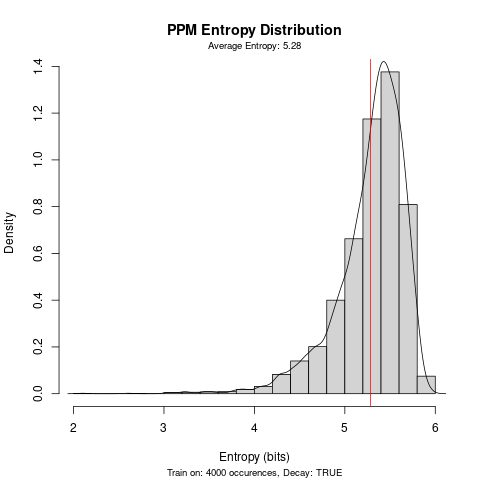 PPM Entropy Distribution
Average Entropy: 5.28
Density
1.4
1.2
1.0
0.8
0.6
0.4
0.2
0.0
2 3 4 5 6
Entropy (bits)
Train on: 4000 occurences, Decay: TRUE